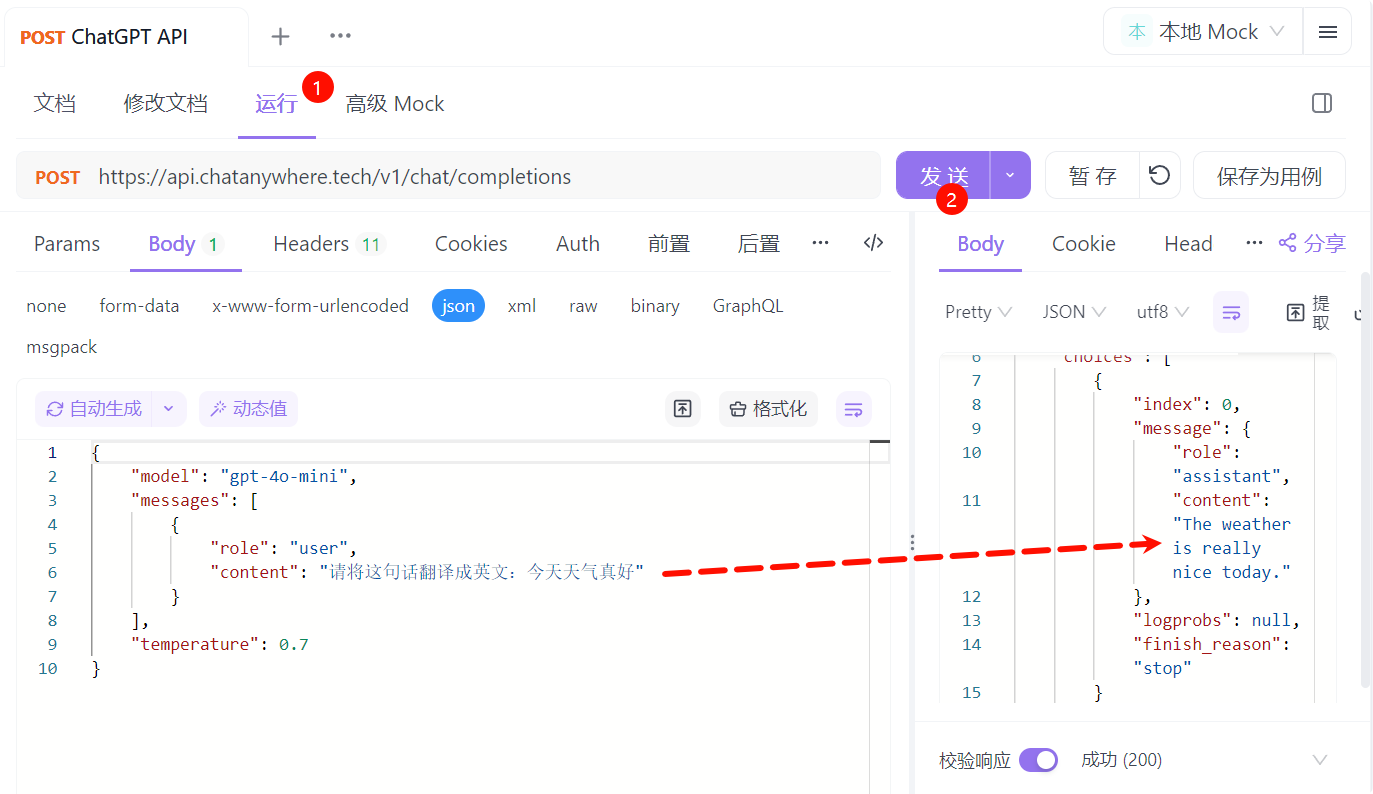 POST ChatGPT API
本 本地 Mock
文档 修改文档 运行 1 高级 Mock
POST https://api.chatanywhere.tech/v1/chat/completions
发 送 2 暂 存 保存为用例
Params Body 1 Headers 11 Cookies Auth 前置 后置
none form-data x-www-form-urlencoded json xml raw binary GraphQL
msgpack
自动生成 动态值 格式化
1 {
2 "model": "gpt-4o-mini",
3 "messages": [
4 {
5 "role": "user",
6 "content": "请将这句话翻译成英文：今天天气真好"
7 }
8 ],
9 "temperature": 0.7
10 }
Body Cookie Head 分享
Pretty JSON utf8 提
取
6 choices": [
7 {
8 "index": 0,
9 "message": {
10 "role":
"assistant",
11 "content":
"The weather
is really
nice today."
12 },
13 "logprobs": null,
14 "finish_reason":
"stop"
15 }
校验响应 成功 (200)